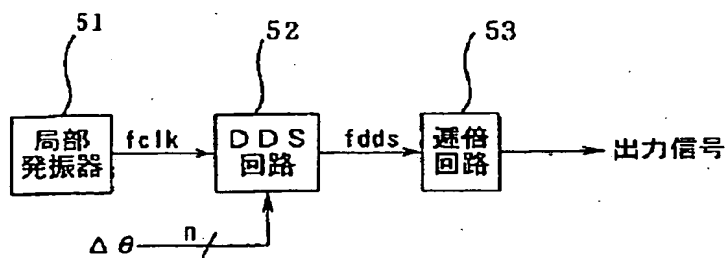 51
52
53
局部
発振器
fclk
DDS
回路
fdds
逓倍
回路
出力信号
Δθ
n